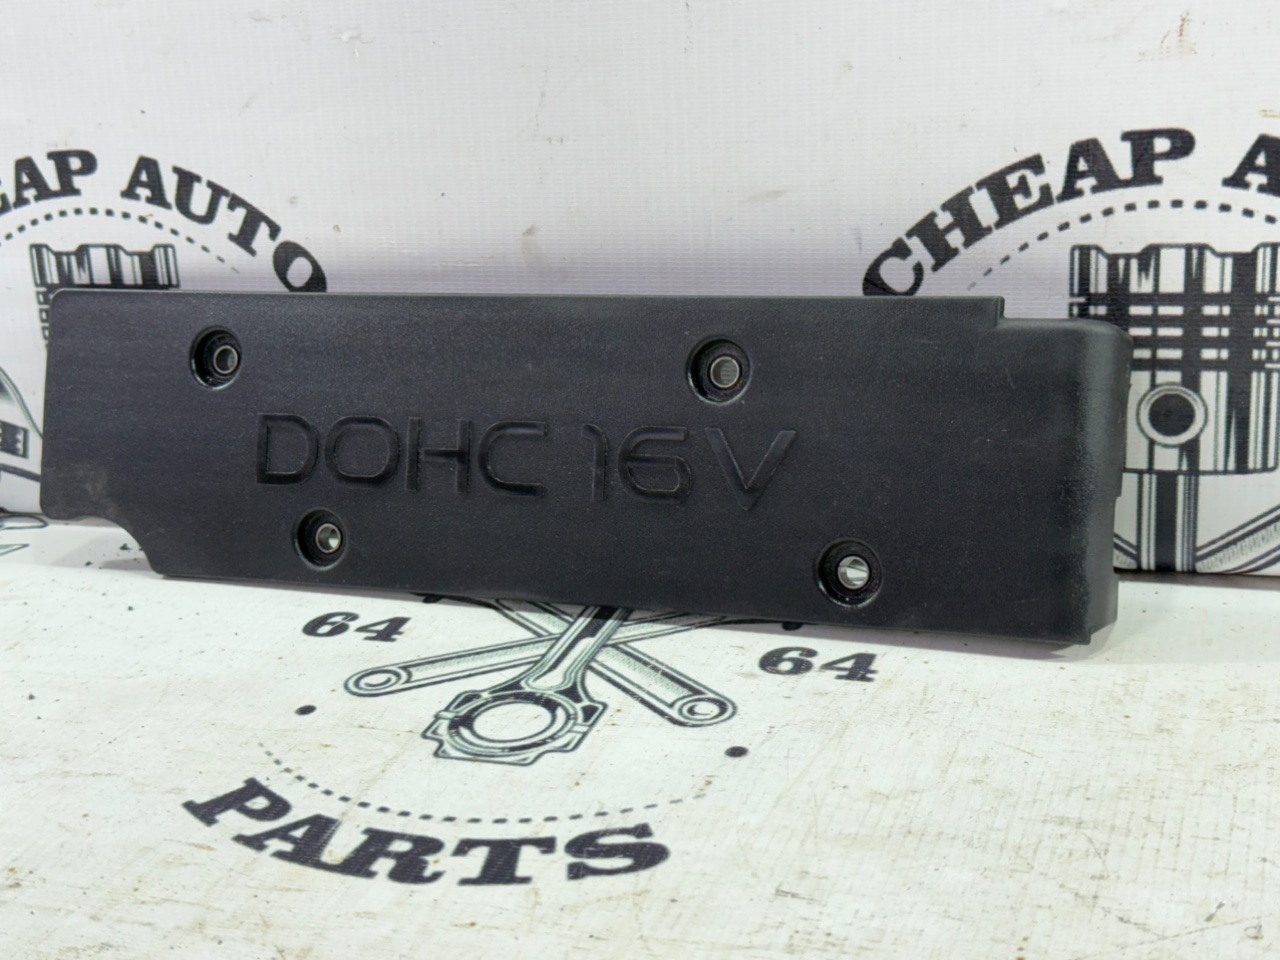 EAP AUTO
CHEAP A
DOHC 16V
64 64
PARTS